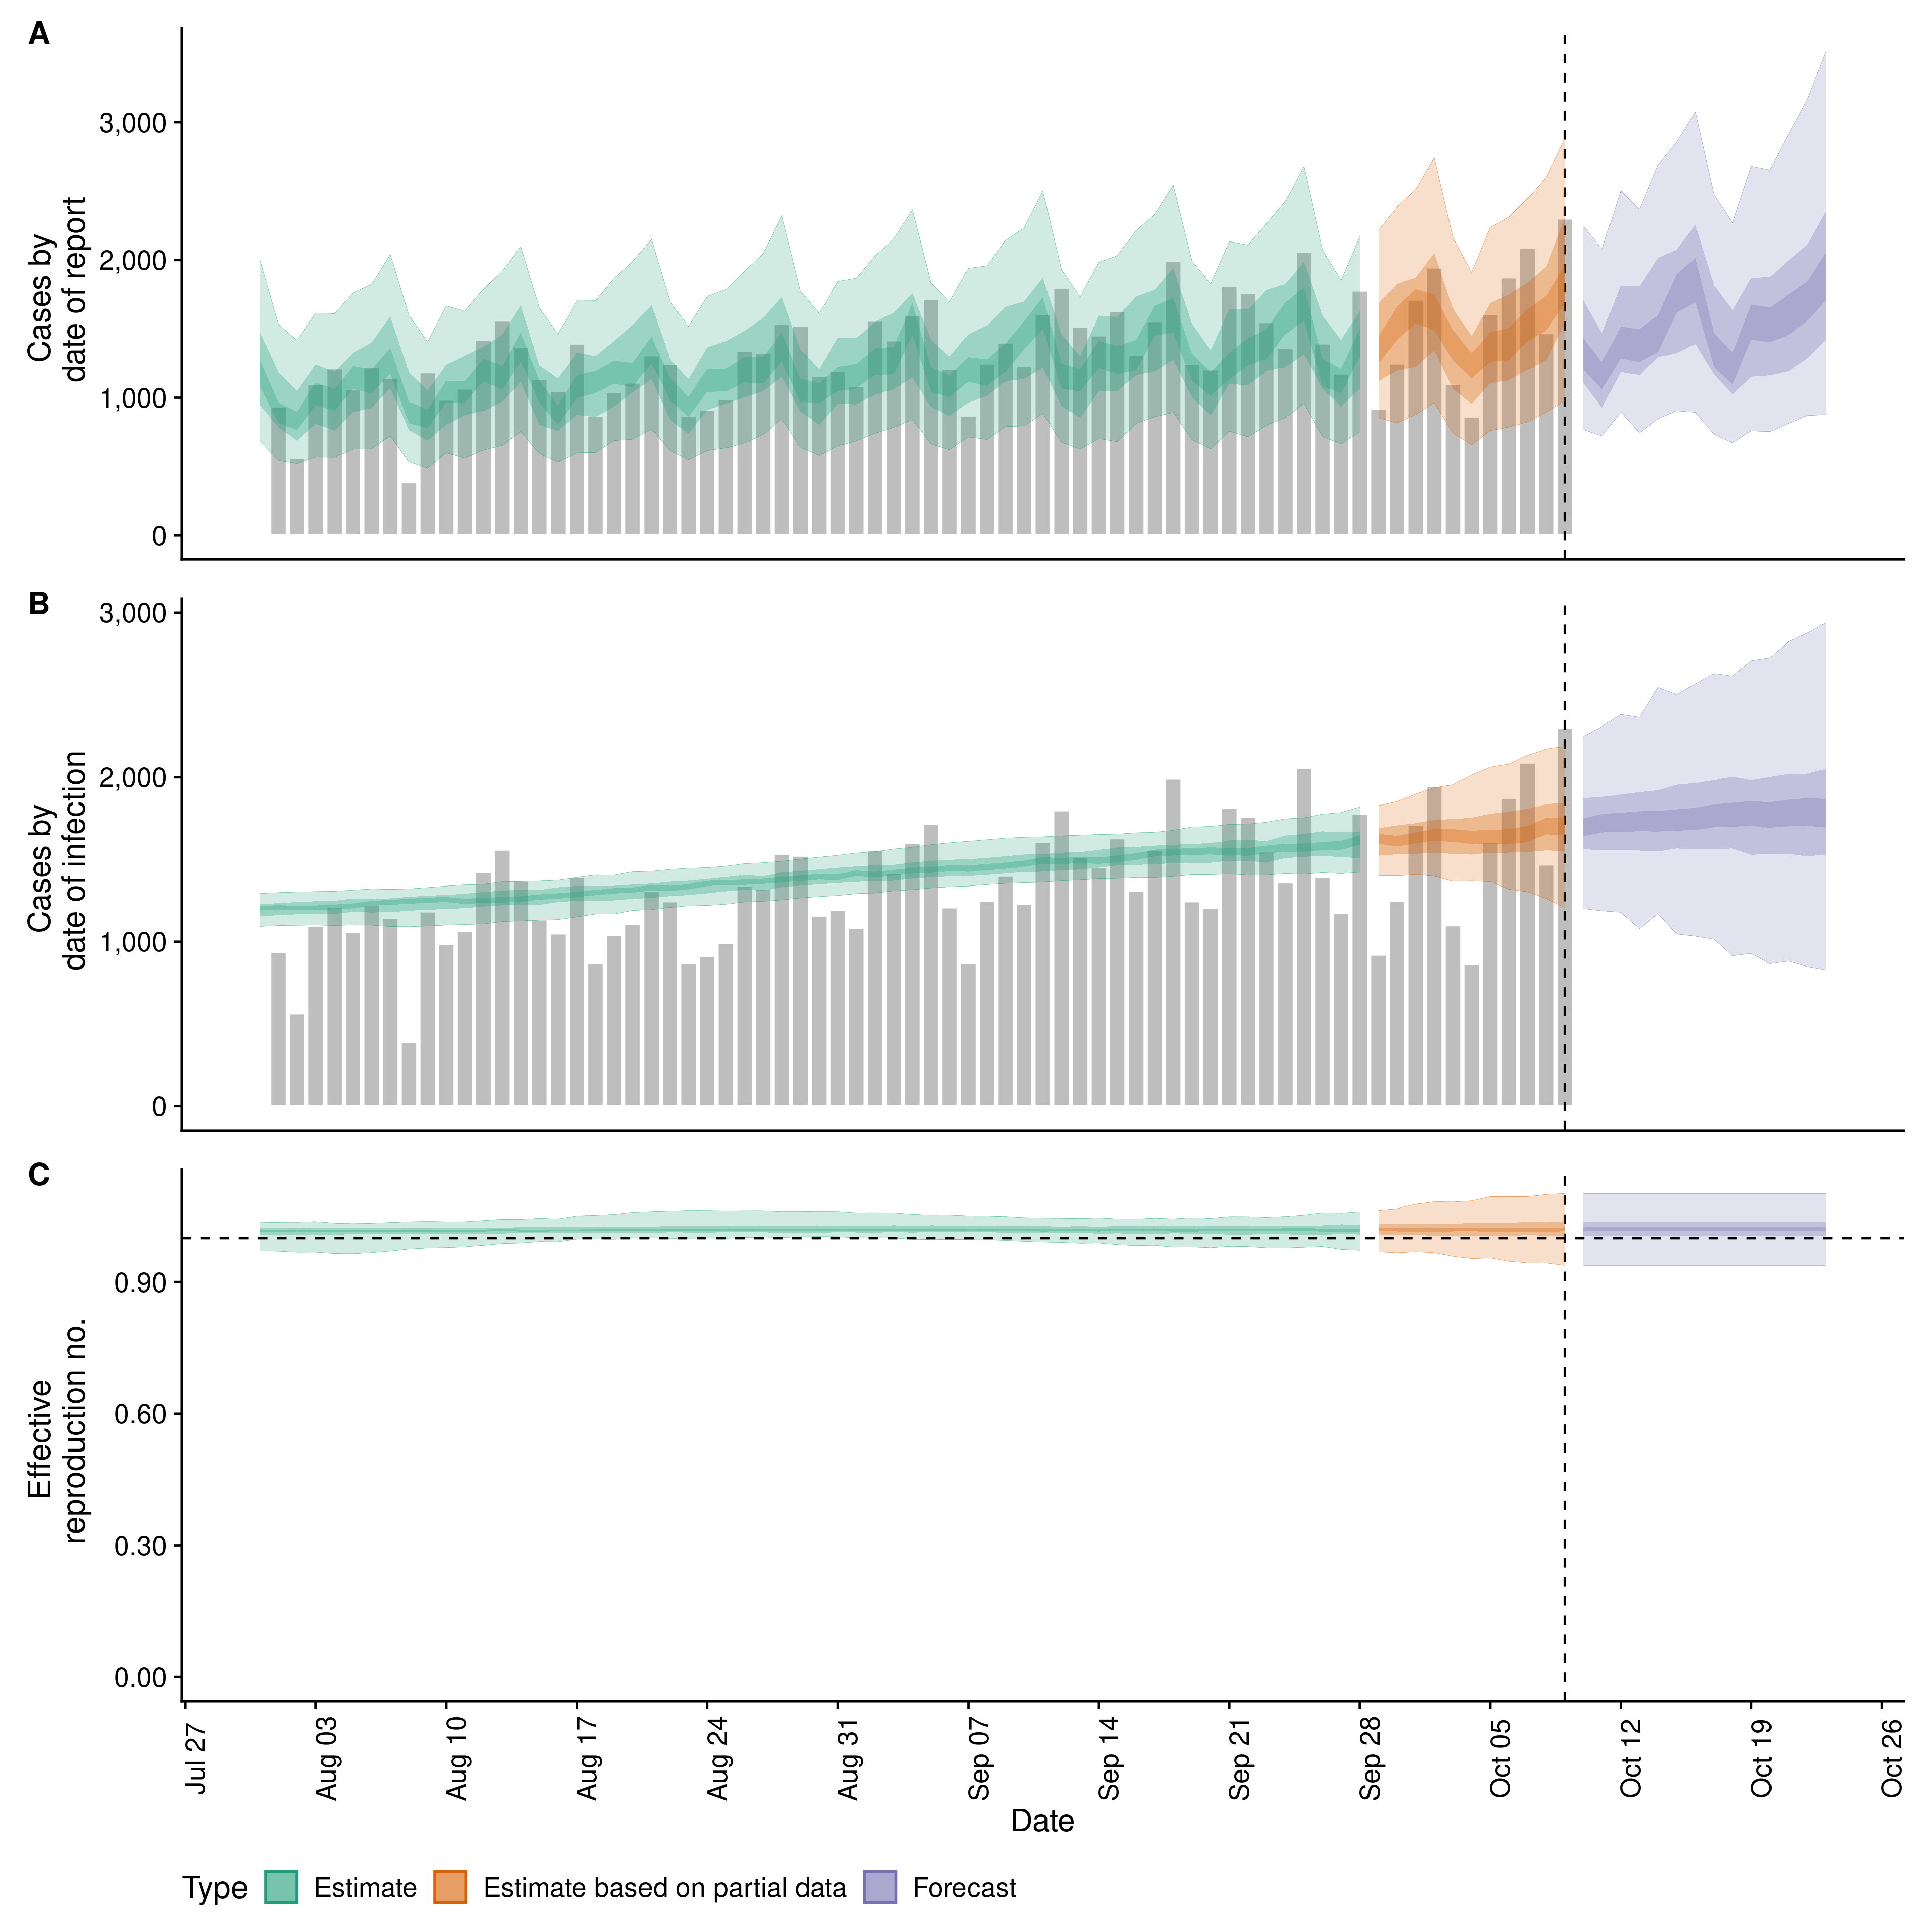 A
Cases by
date of report
3,000
2,000
1,000
0
B
Cases by
date of infection
3,000
2,000
1,000
0
C
Effective
reproduction no.
0.90
0.60
0.30
0.00
Jul 27
Aug 03
Aug 10
Aug 17
Aug 24
Aug 31
Sep 07
Sep 14
Sep 21
Sep 28
Oct 05
Oct 12
Oct 19
Oct 26
Date
Type Estimate Estimate based on partial data Forecast